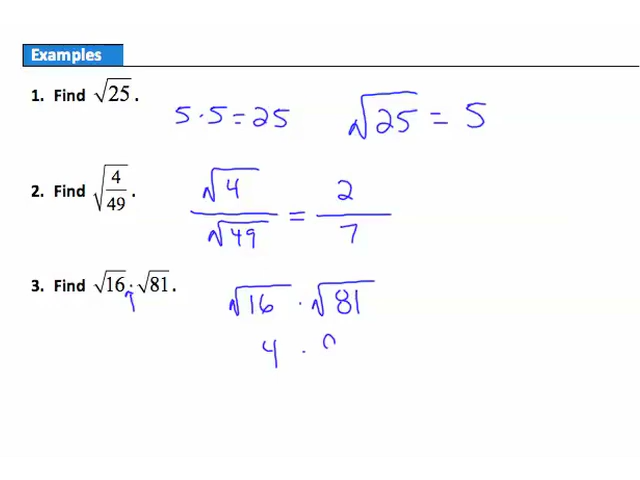 Examples
1. Find √25.
5·5=25 √25 = 5
2. Find √(4/49).
√4/√49 = 2/7
3. Find √16·√81.
√16 · √81
4 ·